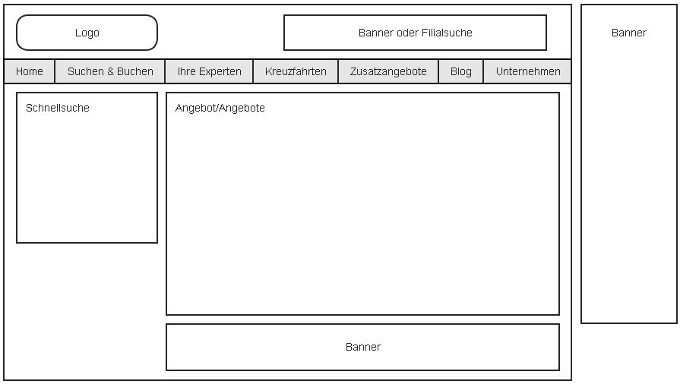 Logo
Banner oder Filialsuche
Banner
Home Suchen & Buchen Ihre Experten Kreuzfahrten Zusatzangebote Blog Unternehmen
Schnellsuche
Angebot/Angebote
Banner